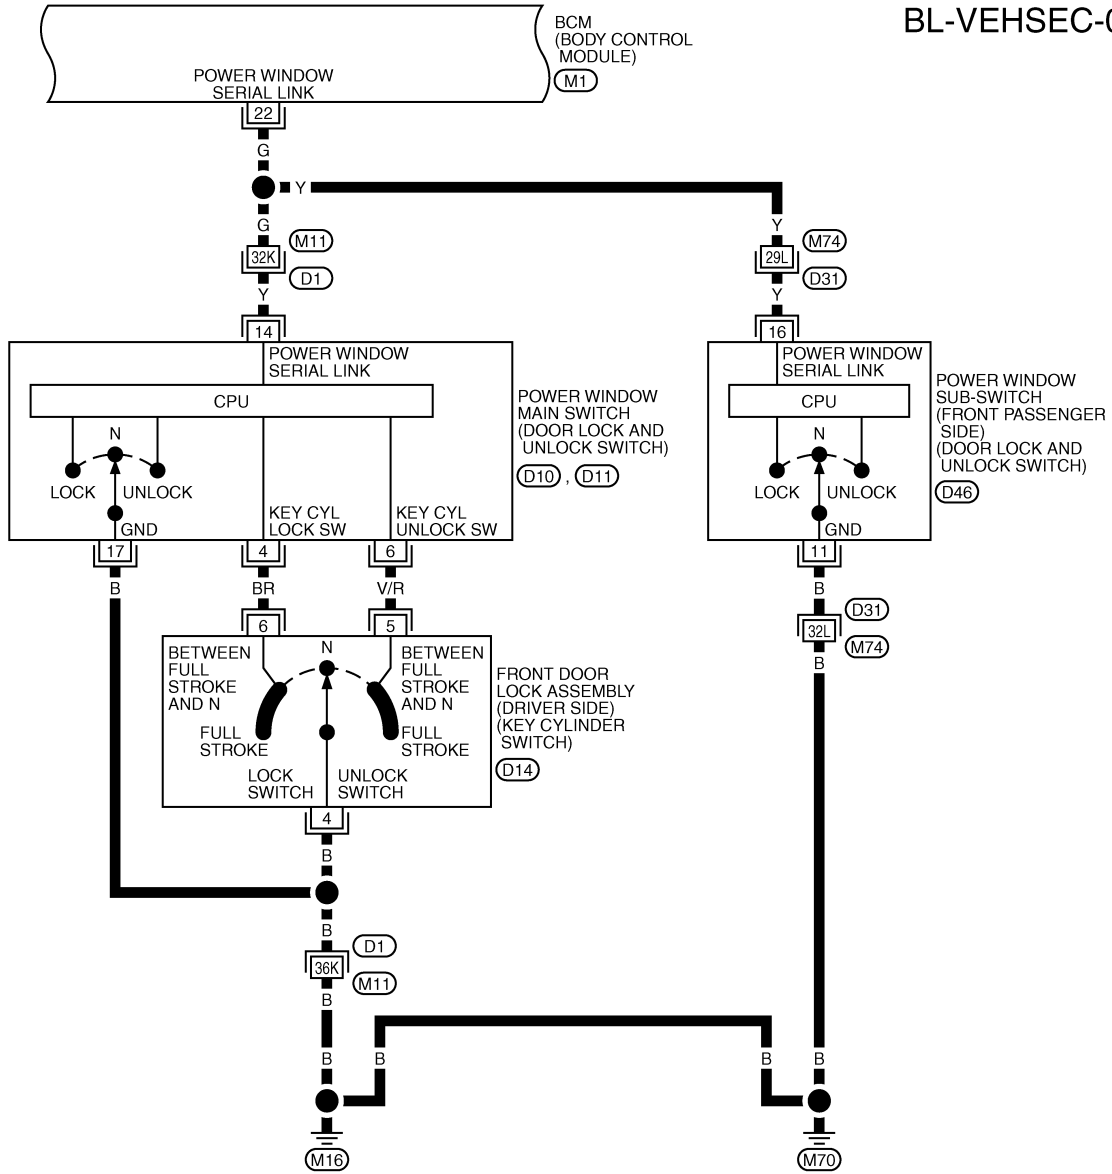 BL-VEHSEC-0
BCM
(BODY CONTROL
MODULE)
M1
POWER WINDOW
SERIAL LINK
22
G
Y
G
Y
M11
M74
32K
29L
D1
D31
Y
Y
14
16
POWER WINDOW
SERIAL LINK
POWER WINDOW
SERIAL LINK
CPU
CPU
POWER WINDOW
MAIN SWITCH
(DOOR LOCK AND
UNLOCK SWITCH)
D10 , D11
POWER WINDOW
SUB-SWITCH
(FRONT PASSENGER
SIDE)
(DOOR LOCK AND
UNLOCK SWITCH)
D46
N
N
LOCK
UNLOCK
LOCK
UNLOCK
GND
KEY CYL
LOCK SW
KEY CYL
UNLOCK SW
GND
17
4
6
11
B
BR
V/R
B
6
5
D31
32L
M74
B
BETWEEN
FULL
STROKE
AND N
N
BETWEEN
FULL
STROKE
AND N
FULL
STROKE
FULL
STROKE
LOCK
SWITCH
UNLOCK
SWITCH
FRONT DOOR
LOCK ASSEMBLY
(DRIVER SIDE)
(KEY CYLINDER
SWITCH)
D14
4
B
B
D1
36K
M11
B
B
B
B
B
M16
M70